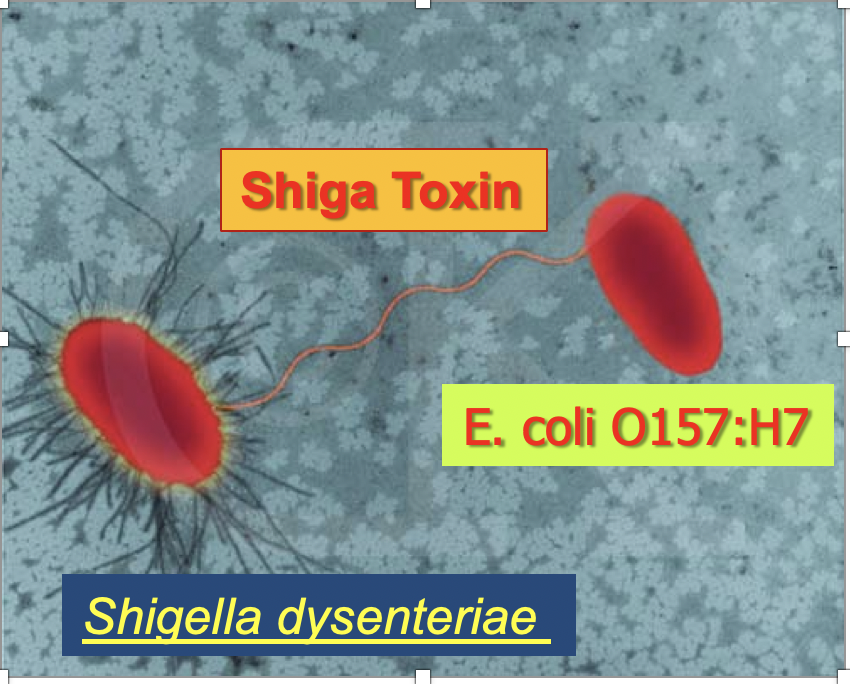 Shiga Toxin
E. coli O157:H7
Shigella dysenteriae